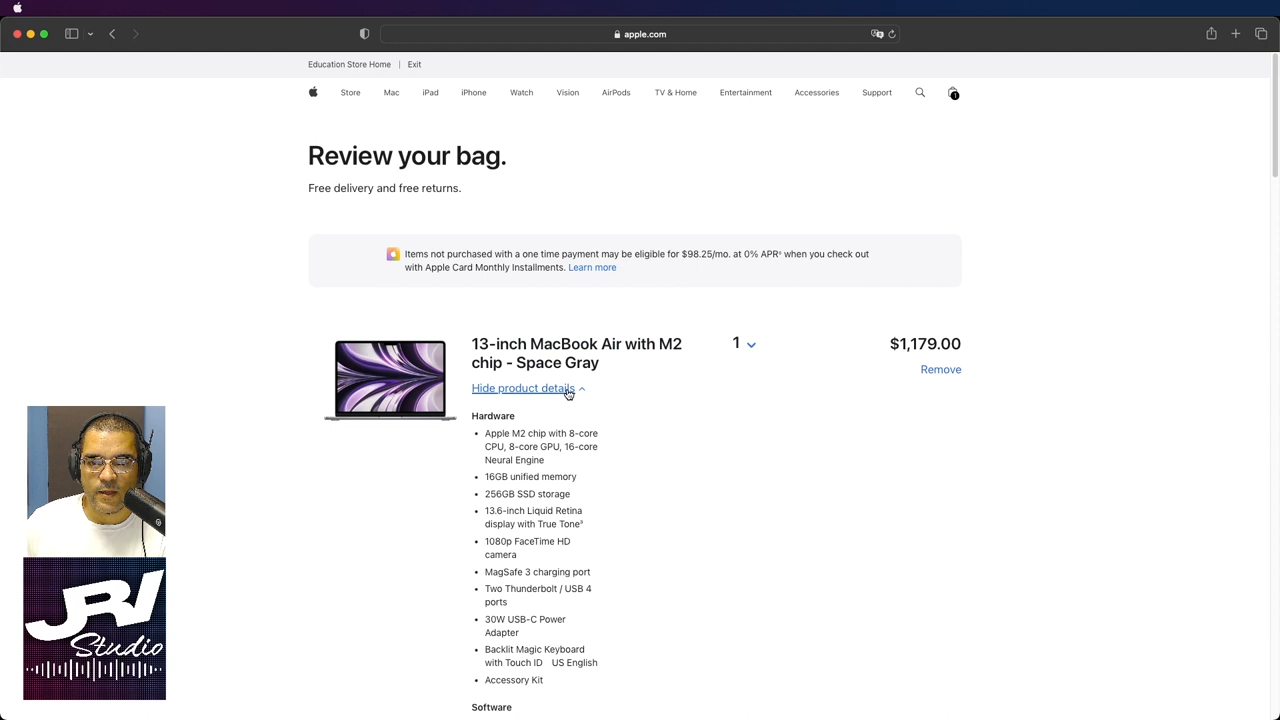 apple.com
Education Store Home | Exit
Store Mac iPad iPhone Watch Vision AirPods TV & Home Entertainment Accessories Support 1
Review your bag.
Free delivery and free returns.
Items not purchased with a one time payment may be eligible for $98.25/mo. at 0% APR◊ when you check out
with Apple Card Monthly Installments. Learn more
13-inch MacBook Air with M2
chip - Space Gray
1
$1,179.00
Remove
Hide product details
Hardware
• Apple M2 chip with 8-core
CPU, 8-core GPU, 16-core
Neural Engine
• 16GB unified memory
• 256GB SSD storage
• 13.6-inch Liquid Retina
display with True Tone³
• 1080p FaceTime HD
camera
• MagSafe 3 charging port
• Two Thunderbolt / USB 4
ports
• 30W USB-C Power
Adapter
• Backlit Magic Keyboard
with Touch ID US English
• Accessory Kit
Software
JRV
Studio